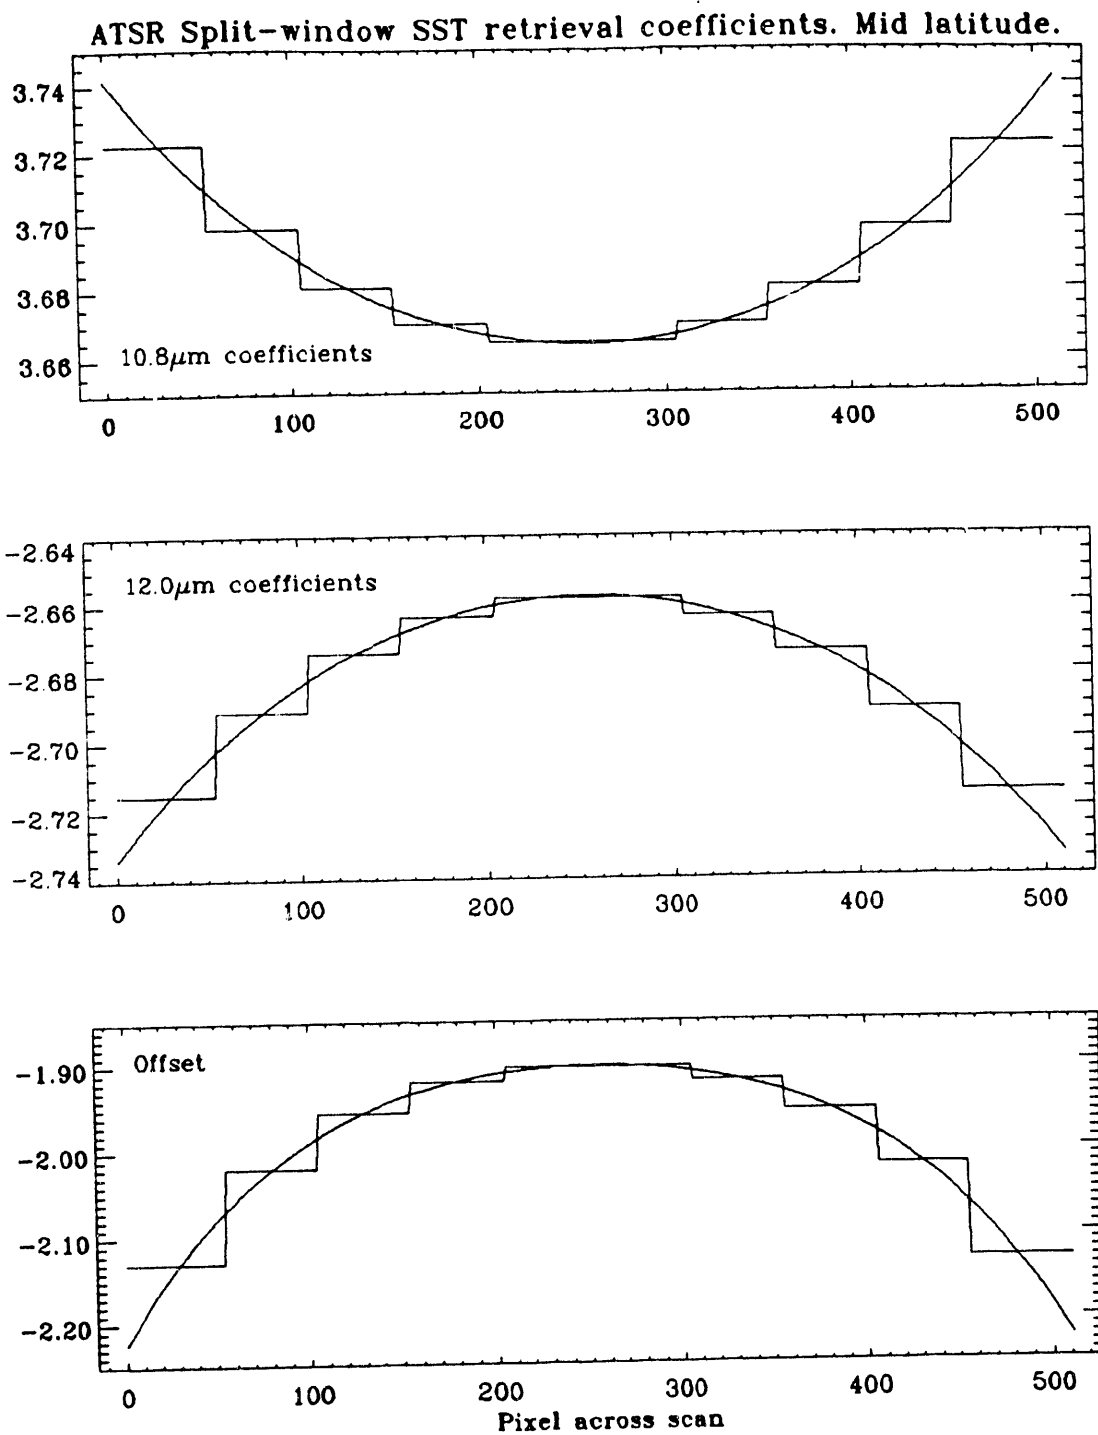 ATSR Split-window SST retrieval coefficients. Mid latitude.
3.74
3.72
3.70
3.68
3.66
10.8μm coefficients
0 100 200 300 400 500
-2.64
-2.66
-2.68
-2.70
-2.72
-2.74
12.0μm coefficients
0 100 200 300 400 500
-1.90
-2.00
-2.10
-2.20
Offset
0 100 200 300 400 500
Pixel across scan